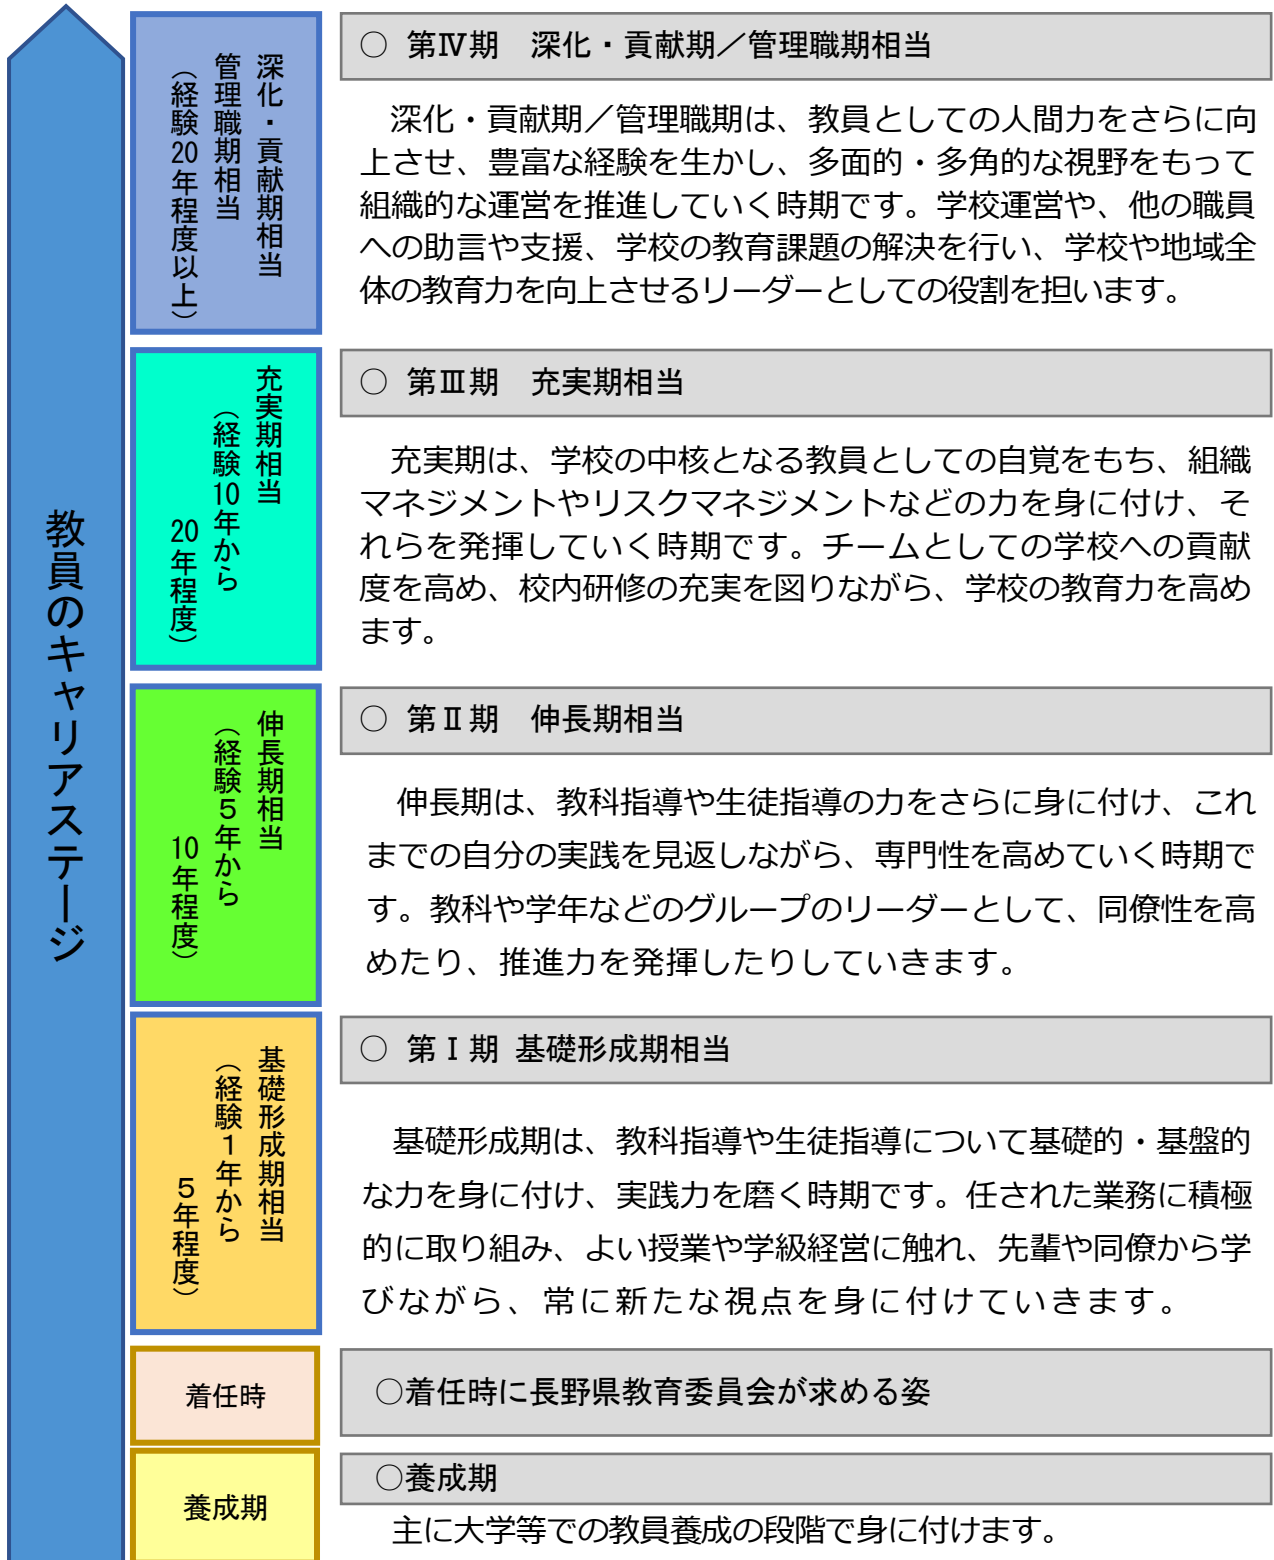 教員のキャリアステージ
深化・貢献期相当
管理職期相当
（経験20年程度以上）
○ 第Ⅳ期　深化・貢献期／管理職期相当
深化・貢献期／管理職期は、教員としての人間力をさらに向
上させ、豊富な経験を生かし、多面的・多角的な視野をもって
組織的な運営を推進していく時期です。学校運営や、他の職員
への助言や支援、学校の教育課題の解決を行い、学校や地域全
体の教育力を向上させるリーダーとしての役割を担います。
充実期相当
（経験10年から
20年程度）
○ 第Ⅲ期　充実期相当
充実期は、学校の中核となる教員としての自覚をもち、組織
マネジメントやリスクマネジメントなどの力を身に付け、そ
れらを発揮していく時期です。チームとしての学校への貢献
度を高め、校内研修の充実を図りながら、学校の教育力を高め
ます。
伸長期相当
（経験５年から
10年程度）
○ 第Ⅱ期　伸長期相当
伸長期は、教科指導や生徒指導の力をさらに身に付け、これ
までの自分の実践を見返しながら、専門性を高めていく時期で
す。教科や学年などのグループのリーダーとして、同僚性を高
めたり、推進力を発揮したりしていきます。
基礎形成期相当
（経験１年から
５年程度）
○ 第Ⅰ期 基礎形成期相当
基礎形成期は、教科指導や生徒指導について基礎的・基盤的
な力を身に付け、実践力を磨く時期です。任された業務に積極
的に取り組み、よい授業や学級経営に触れ、先輩や同僚から学
びながら、常に新たな視点を身に付けていきます。
着任時
○着任時に長野県教育委員会が求める姿
養成期
○養成期
主に大学等での教員養成の段階で身に付けます。